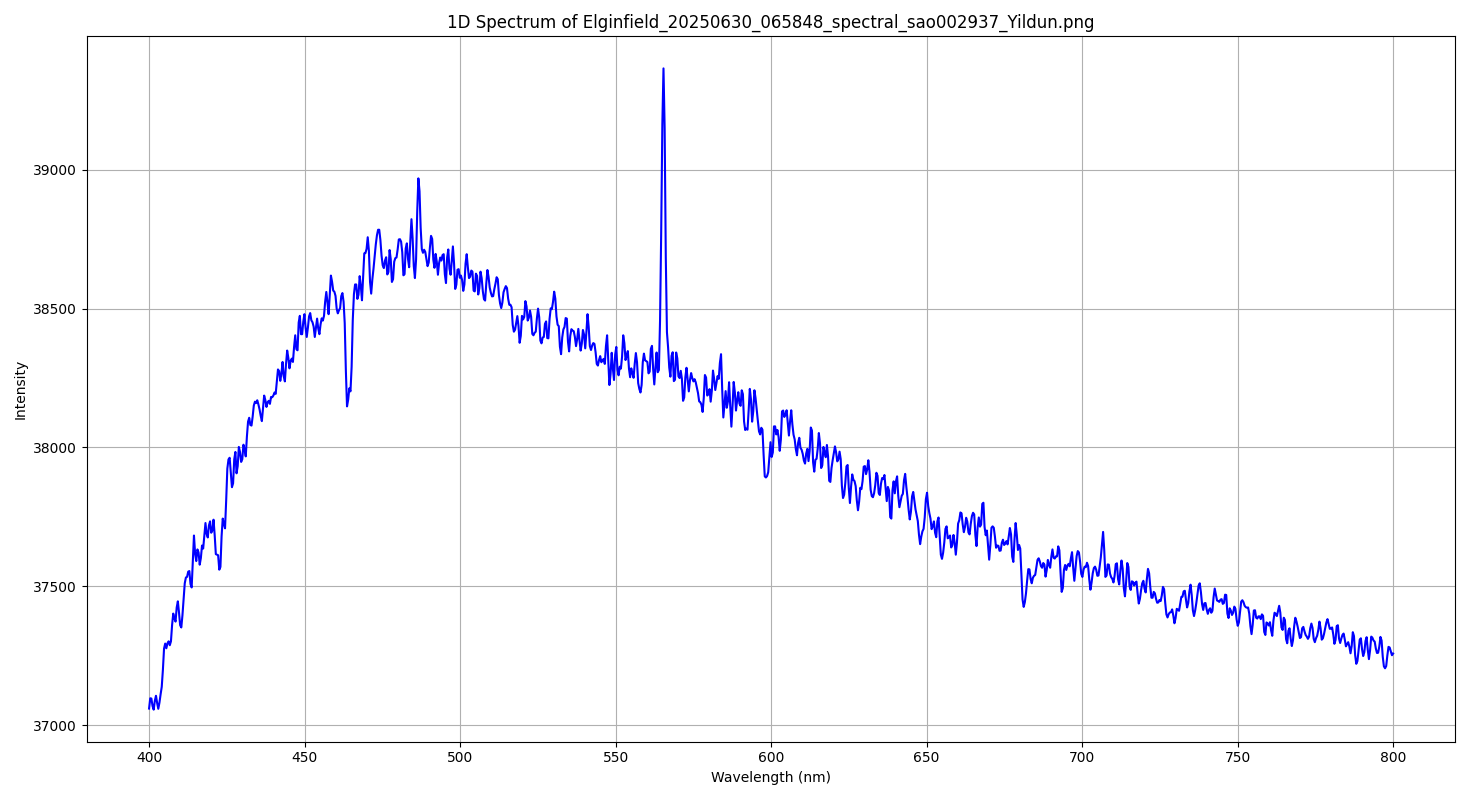 1D Spectrum of Elginfield_20250630_065848_spectral_sao002937_Yildun.png
Intensity
39000
38500
38000
37500
37000
400 450 500 550 600 650 700 750 800
Wavelength (nm)